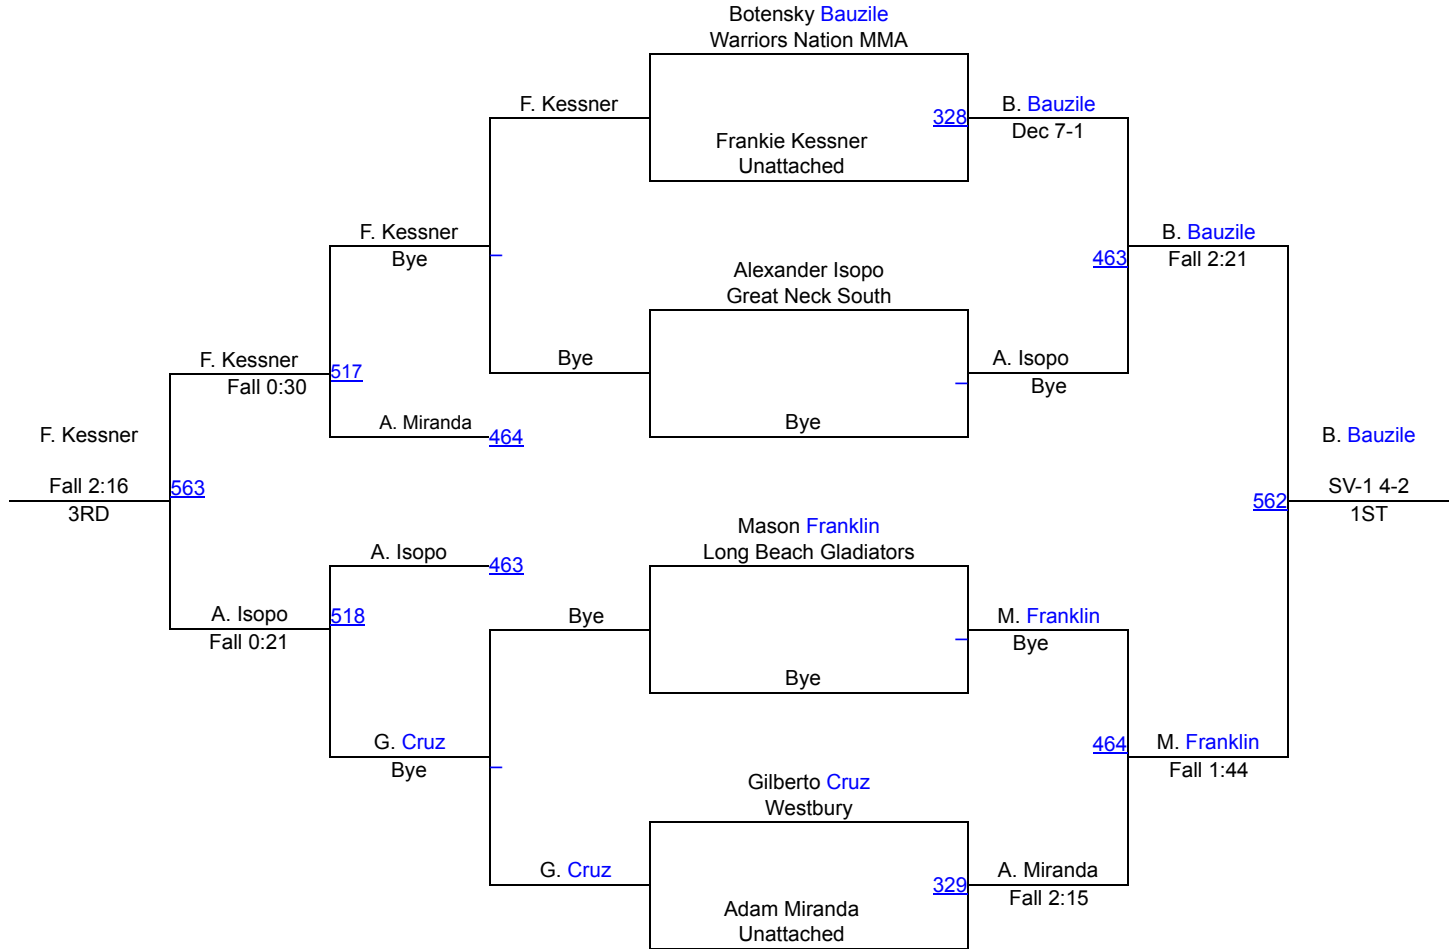 Botensky Bauzile
Warriors Nation MMA
F. Kessner
328
B. Bauzile
Dec 7-1
Frankie Kessner
Unattached
F. Kessner
Bye
B. Bauzile
Fall 2:21
463
Alexander Isopo
Great Neck South
F. Kessner
Fall 0:30
517
Bye
A. Isopo
Bye
A. Miranda
464
Bye
F. Kessner
B. Bauzile
Fall 2:16
3RD
563
562
SV-1 4-2
1ST
Mason Franklin
Long Beach Gladiators
A. Isopo
463
A. Isopo
Fall 0:21
518
Bye
M. Franklin
Bye
Bye
G. Cruz
Bye
464
M. Franklin
Fall 1:44
Gilberto Cruz
Westbury
G. Cruz
329
A. Miranda
Fall 2:15
Adam Miranda
Unattached